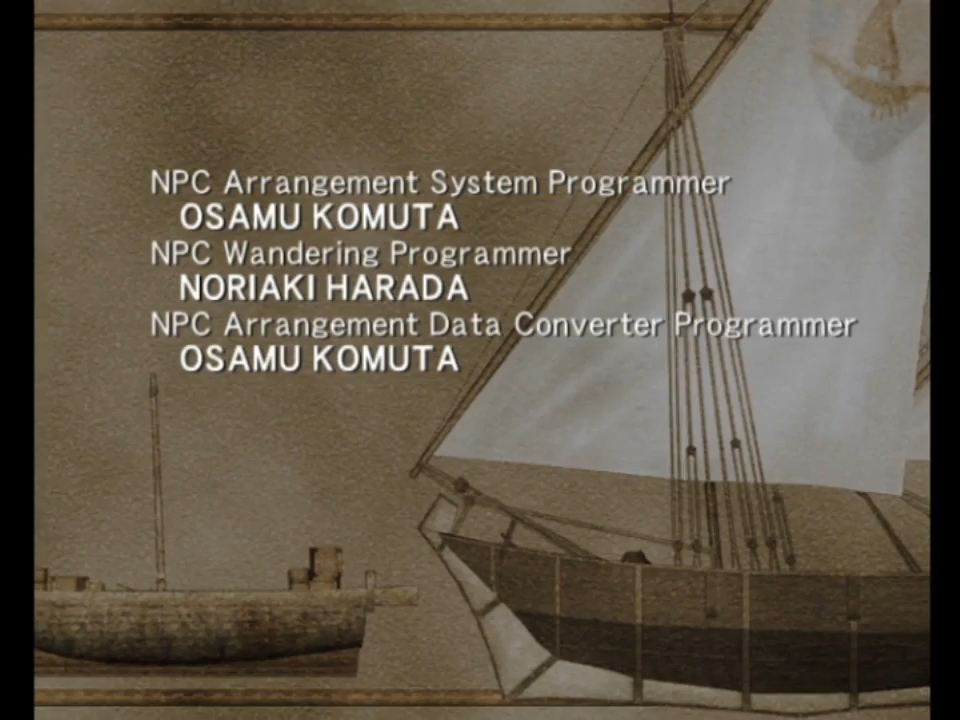 NPC Arrangement System Programmer
OSAMU KOMUTA
NPC Wandering Programmer
NORIAKI HARADA
NPC Arrangement Data Converter Programmer
OSAMU KOMUTA